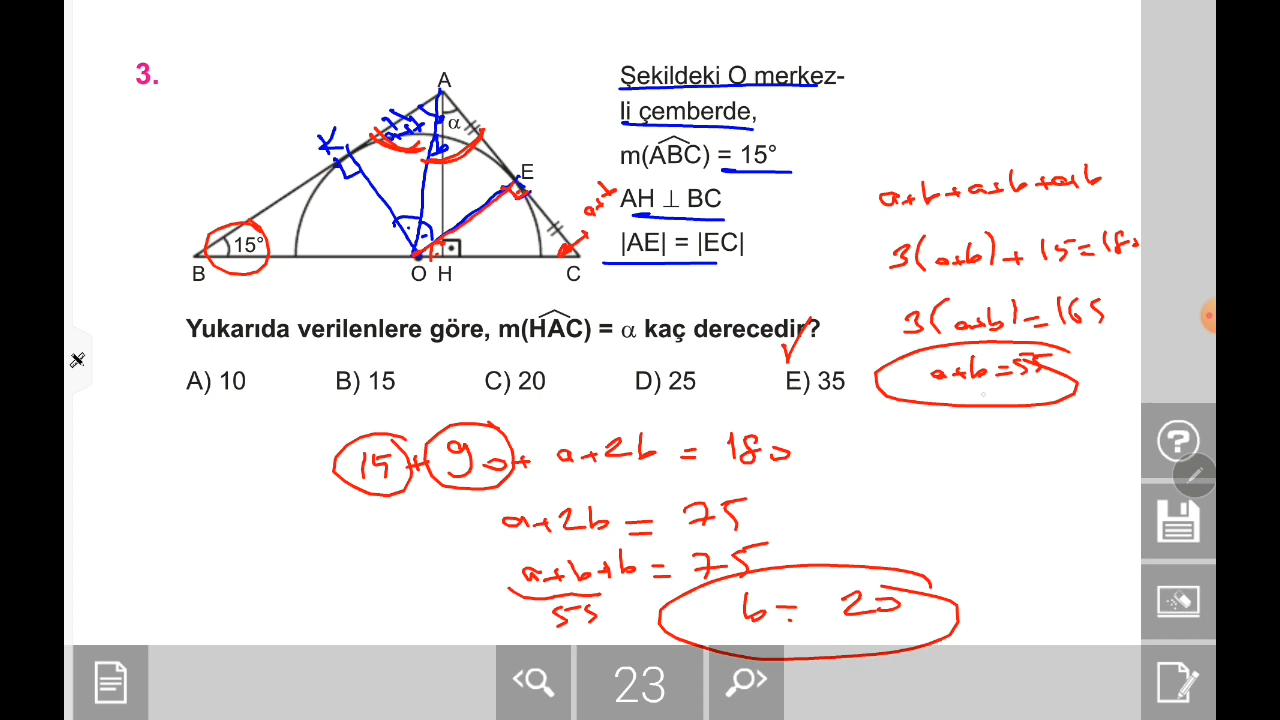 3.
A
α
K
E
15°
B
O
H
C
a+b
Şekildeki O merkez-
li çemberde,
m(ABC) = 15°
AH ⊥ BC
|AE| = |EC|
a+b+a+b+a+b
3(a+b)+15=180
3(a+b)=165
a+b=55
Yukarıda verilenlere göre, m(HAC) = α kaç derecedir?
A) 10 B) 15 C) 20 D) 25 E) 35
15+90+ a+2b = 180
a+2b = 75
a+b+b = 75
55
b = 20
23